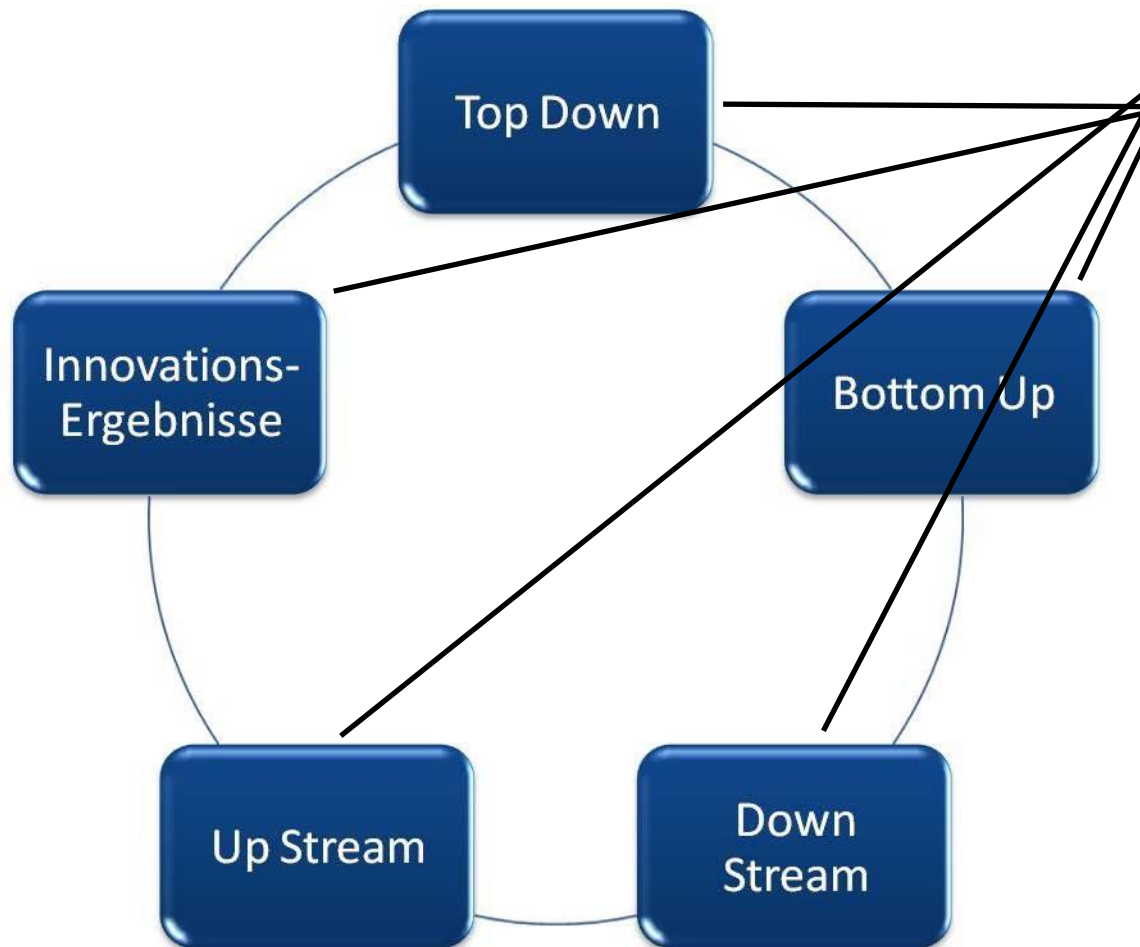 Top Down
Innovations-
Ergebnisse
Bottom Up
Up Stream
Down
Stream